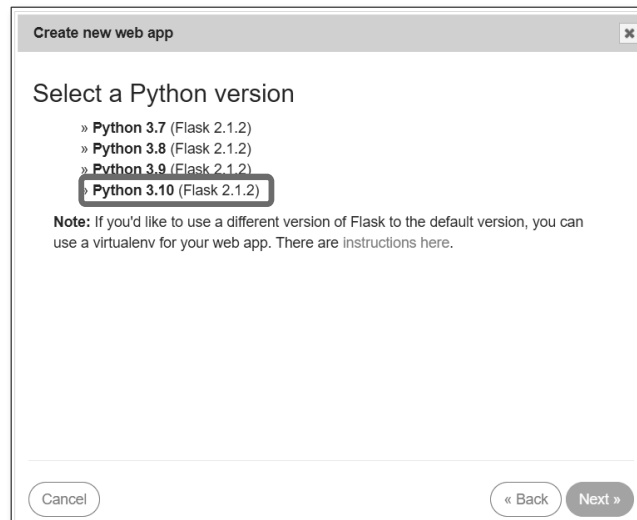 Create new web app
Select a Python version
» Python 3.7 (Flask 2.1.2)
» Python 3.8 (Flask 2.1.2)
» Python 3.9 (Flask 2.1.2)
» Python 3.10 (Flask 2.1.2)
Note: If you'd like to use a different version of Flask to the default version, you can
use a virtualenv for your web app. There are instructions here.
Cancel
« Back
Next »